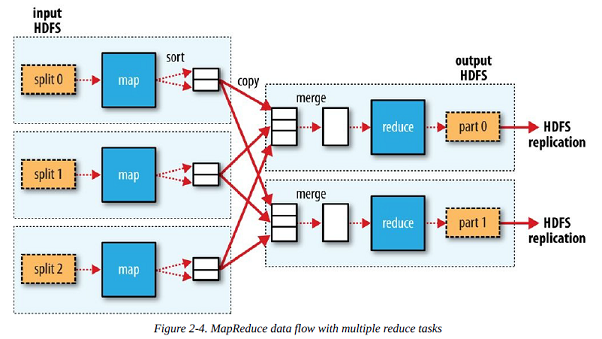 input
HDFS
split 0
map
sort
copy
split 1
map
split 2
map
output
HDFS
merge
reduce
part 0
HDFS
replication
merge
reduce
part 1
HDFS
replication
Figure 2-4. MapReduce data flow with multiple reduce tasks